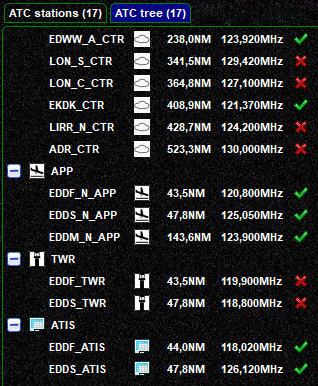 ATC stations (17) ATC tree (17)
EDWW_A_CTR 238,0NM 123,920MHz
LON_S_CTR 341,5NM 129,420MHz
LON_C_CTR 364,8NM 127,100MHz
EKDK_CTR 408,9NM 121,370MHz
LIRR_N_CTR 428,7NM 124,200MHz
ADR_CTR 523,3NM 130,000MHz
APP
EDDF_N_APP 43,5NM 120,800MHz
EDDS_N_APP 47,8NM 125,050MHz
EDDM_N_APP 143,6NM 123,900MHz
TWR
EDDF_TWR 43,5NM 119,900MHz
EDDS_TWR 47,8NM 118,800MHz
ATIS
EDDF_ATIS 44,0NM 118,020MHz
EDDS_ATIS 47,8NM 126,120MHz